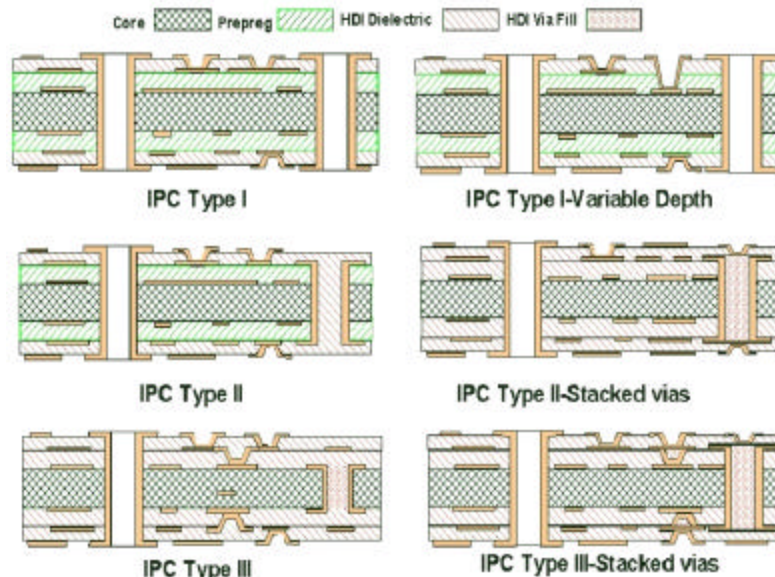 Core Prepreg HDI Dielectric HDI Via Fill
IPC Type I
IPC Type I-Variable Depth
IPC Type II
IPC Type II-Stacked vias
IPC Type III
IPC Type III-Stacked vias